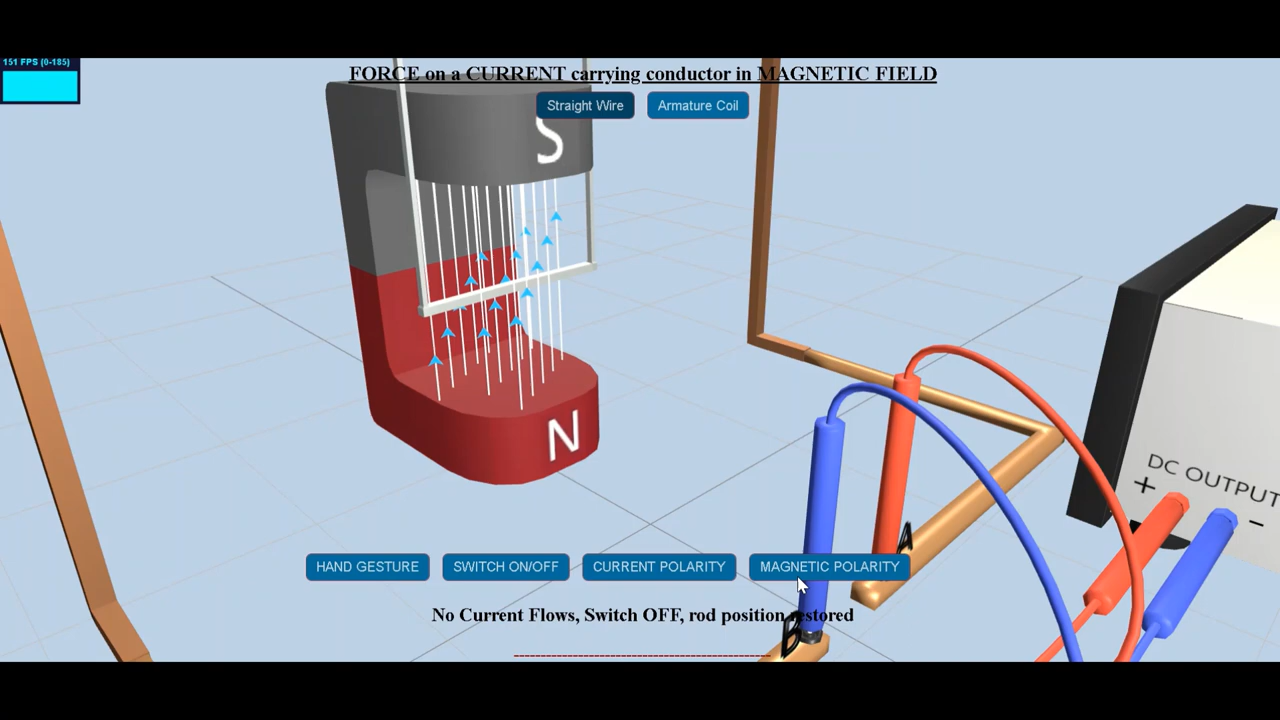 151 FPS (0-185)
FORCE on a CURRENT carrying conductor in MAGNETIC FIELD
Straight Wire
Armature Coil
S
N
DC OUTPUT
+
-
A
HAND GESTURE
SWITCH ON/OFF
CURRENT POLARITY
MAGNETIC POLARITY
No Current Flows, Switch OFF, rod position restored
B